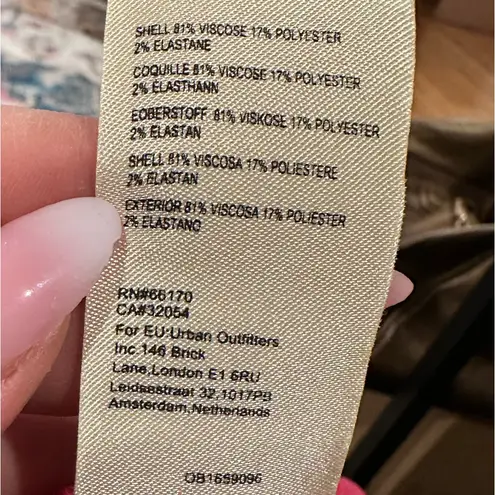 SHELL 81% VISCOSE 17% POLYESTER
2% ELASTANE
COQUILLE 81% VISCOSE 17% POLYESTER
2% ELASTHANN
EOBERSTOFF 81% VISKOSE 17% POLYESTER
2% ELASTAN
SHELL 81% VISCOSA 17% POLIESTERE
2% ELASTAN
EXTERIOR 81% VISCOSA 17% POLIESTER
2% ELASTANO
RN#66170
CA#32054
For EU:Urban Outfitters
Inc.146 Brick
Lane,London E1 6RU
Leidsestraat 32,1017PB
Amsterdam,Netherlands
OB1659096